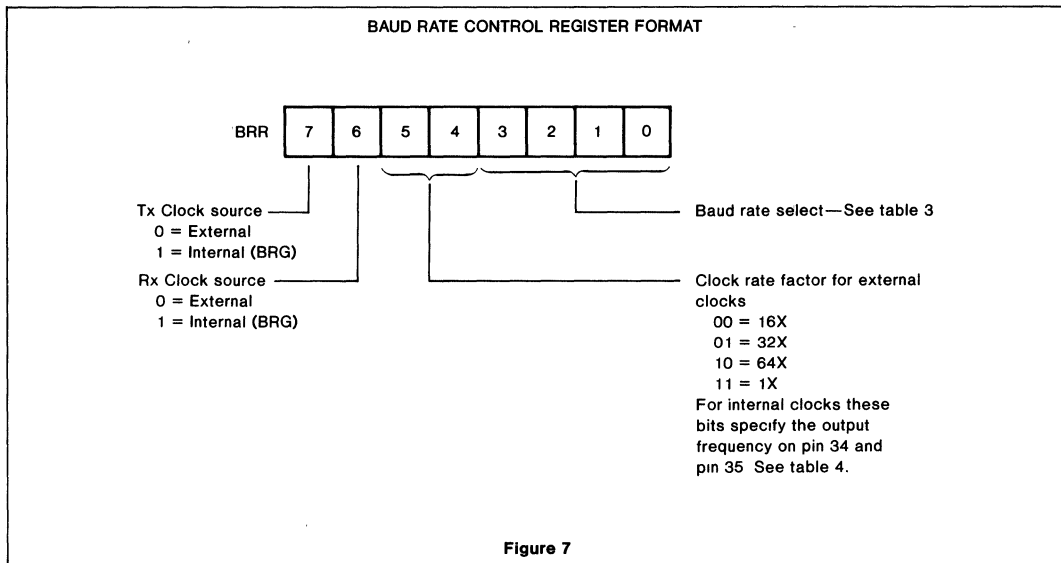 BAUD RATE CONTROL REGISTER FORMAT
BRR 7 6 5 4 3 2 1 0
Tx Clock source
0 = External
1 = Internal (BRG)
Rx Clock source
0 = External
1 = Internal (BRG)
Baud rate select—See table 3
Clock rate factor for external
clocks
00 = 16X
01 = 32X
10 = 64X
11 = 1X
For internal clocks these
bits specify the output
frequency on pin 34 and
pin 35 See table 4.
Figure 7